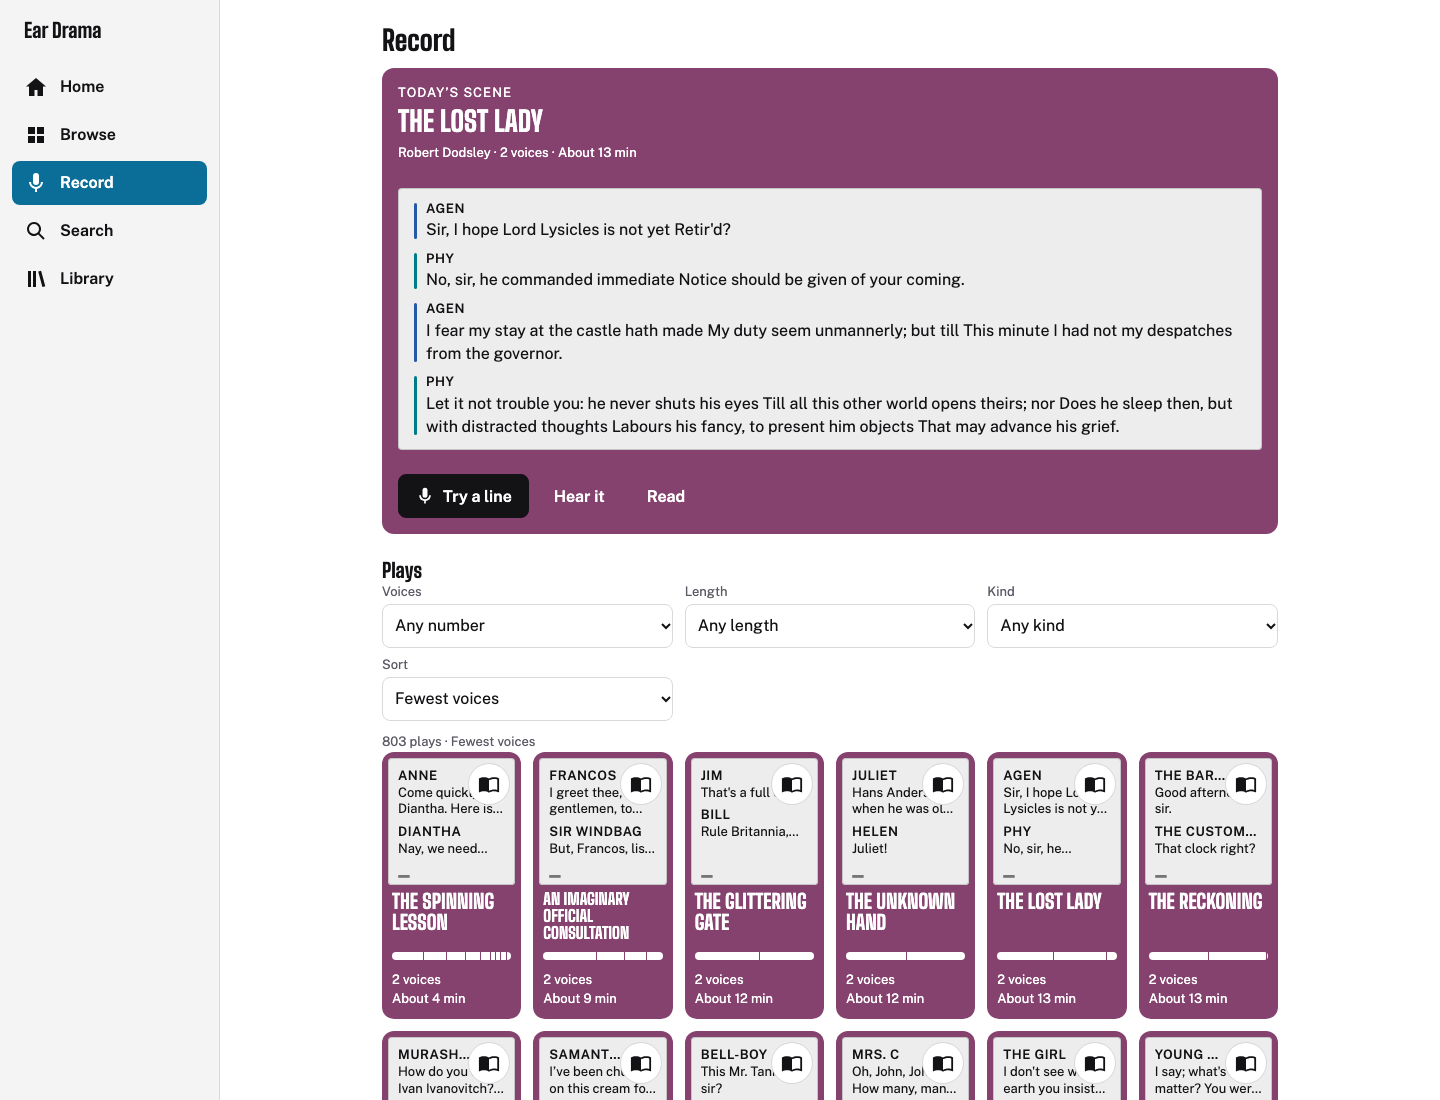 Ear Drama
Home
Browse
Record
Search
Library
Record
TODAY'S SCENE
THE LOST LADY
Robert Dodsley · 2 voices · About 13 min
AGEN
Sir, I hope Lord Lysicles is not yet Retir'd?
PHY
No, sir, he commanded immediate Notice should be given of your coming.
AGEN
I fear my stay at the castle hath made My duty seem unmannerly; but till This minute I had not my despatches
from the governor.
PHY
Let it not trouble you: he never shuts his eyes Till all this other world opens theirs; nor Does he sleep then, but
with distracted thoughts Labours his fancy, to present him objects That may advance his grief.
Try a line
Hear it
Read
Plays
Voices
Any number
Length
Any length
Kind
Any kind
Sort
Fewest voices
803 plays · Fewest voices
ANNE
Come
Diantha. Here is...
DIANTHA
Nay, we need...
THE SPINNING
LESSON
2 voices
About 4 min
FRANCOS
I greet thee,
gentlemen, to...
SIR WINDBAG
But, Francos, lis...
AN IMAGINARY
OFFICIAL
CONSULTATION
2 voices
About 9 min
JIM
That's a full
BILL
Rule Britannia,...
THE GLITTERING
GATE
2 voices
About 12 min
JULIET
Hans
when he was ol...
HELEN
Juliet!
THE UNKNOWN
HAND
2 voices
About 12 min
AGEN
Sir, I hope
Lysicles is not y...
PHY
No, sir, he...
THE LOST LADY
2 voices
About 13 min
THE BAR...
Good
sir.
THE CUSTOM...
That clock right?
THE RECKONING
2 voices
About 13 min
MURASH...
How do you
Ivan Ivanovitch?...
SAMANT...
I've been
on this cream fo...
BELL-BOY
This Mr.
sir?
MRS. C
Oh, John,
How many, man...
THE GIRL
I don't see
earth you insist...
YOUNG ...
I say; what's
matter? You wer...